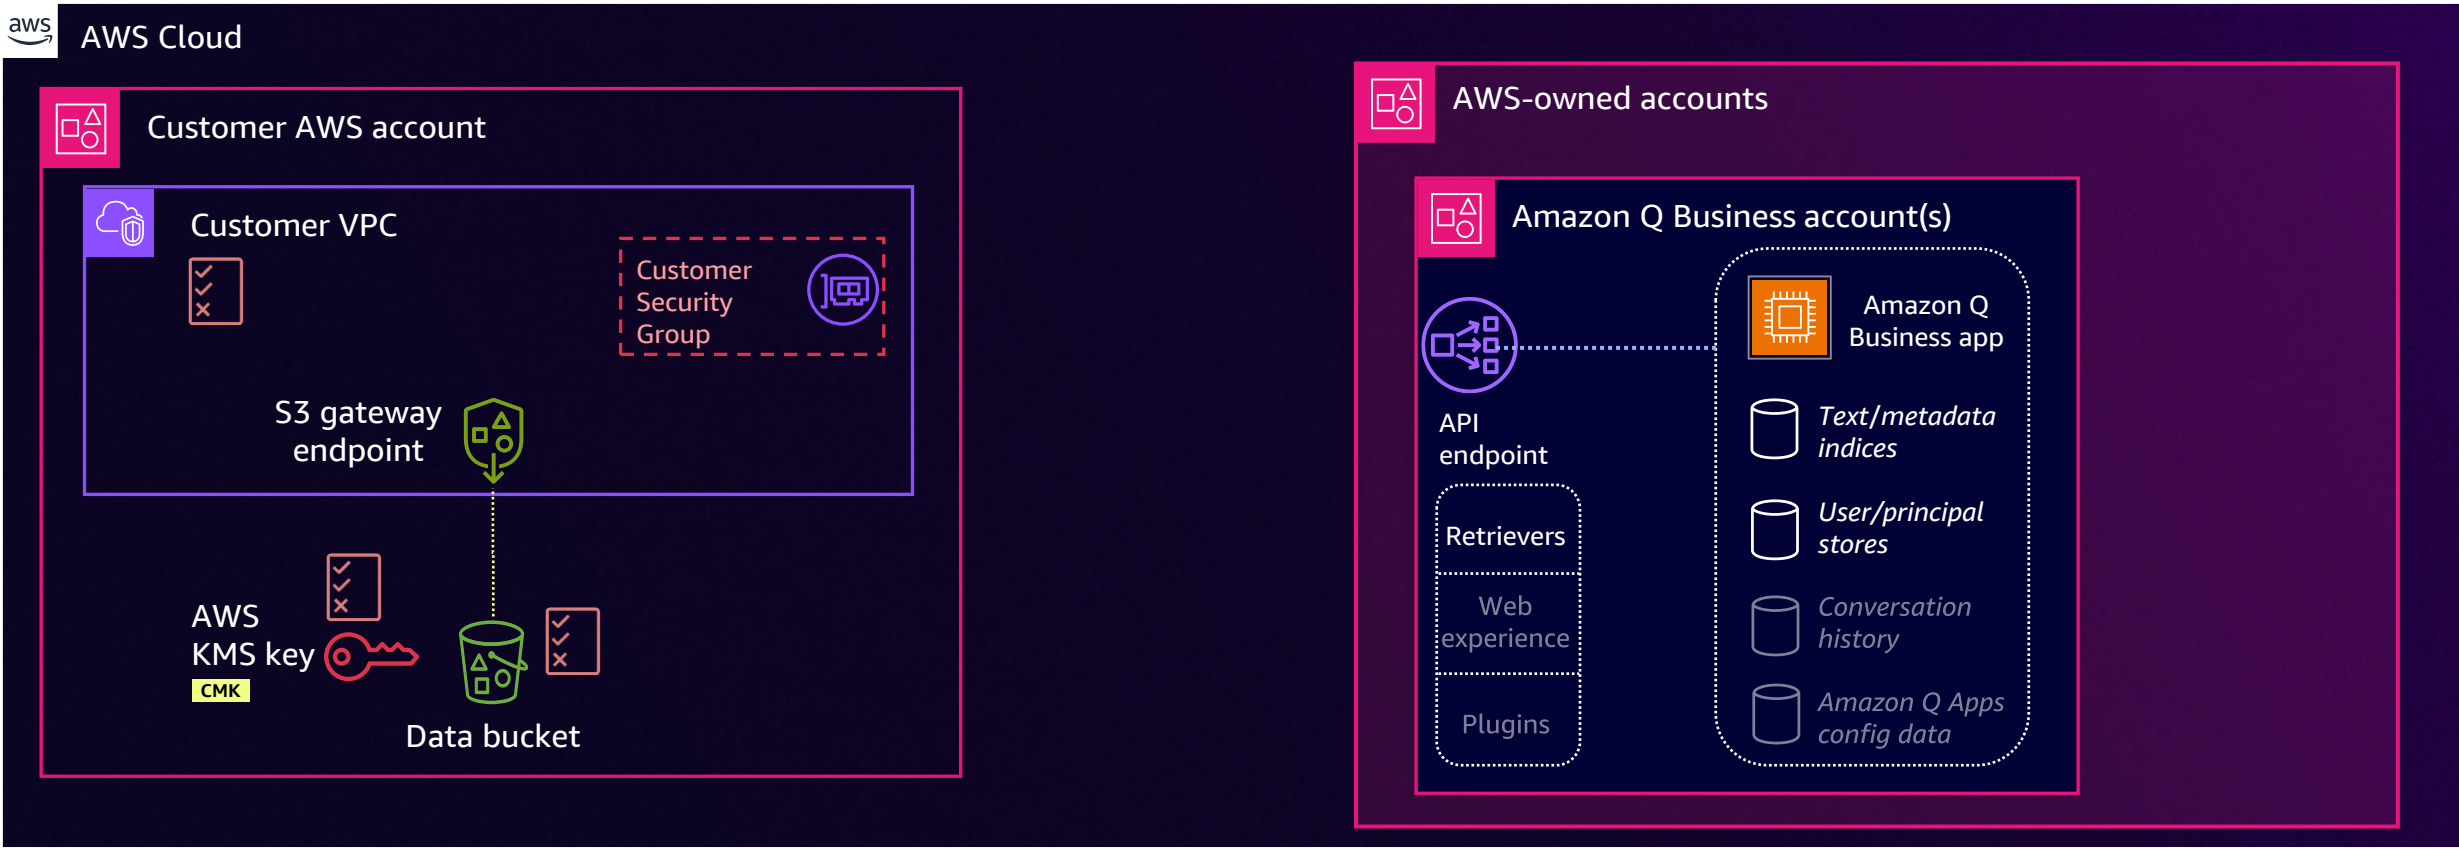 aws
AWS Cloud
Customer AWS account
Customer VPC
Customer
Security
Group
S3 gateway
endpoint
AWS
KMS key
CMK
Data bucket
AWS-owned accounts
Amazon Q Business account(s)
API
endpoint
Retrievers
Web
experience
Plugins
Amazon Q
Business app
Text/metadata
indices
User/principal
stores
Conversation
history
Amazon Q Apps
config data